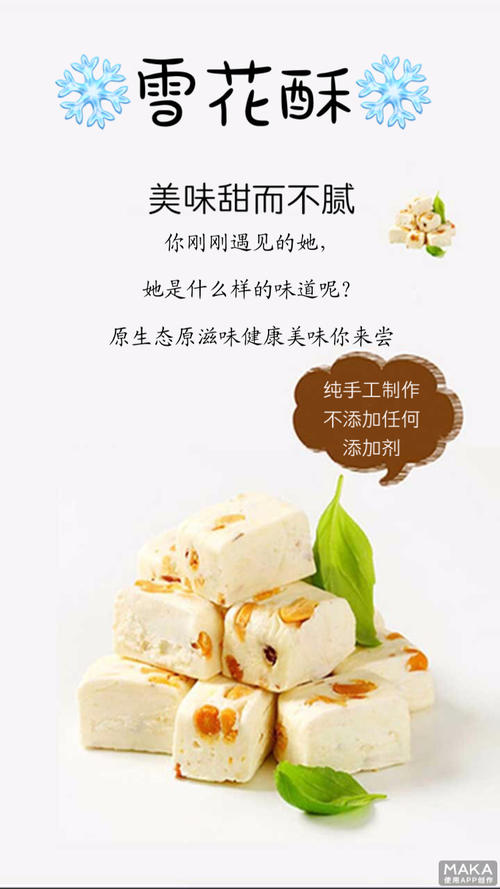 雪花酥
美味甜而不腻
你刚刚遇见的她,
她是什么样的味道呢?
原生态原滋味健康美味你来尝
纯手工制作
不添加任何
添加剂
MAKA
使用APP创作